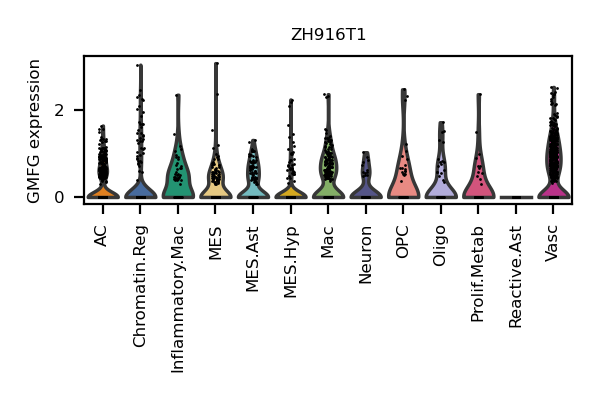 ZH916T1
GMFG expression
2
0
AC
Chromatin.Reg
Inflammatory.Mac
MES
MES.Ast
MES.Hyp
Mac
Neuron
OPC
Oligo
Prolif.Metab
Reactive.Ast
Vasc